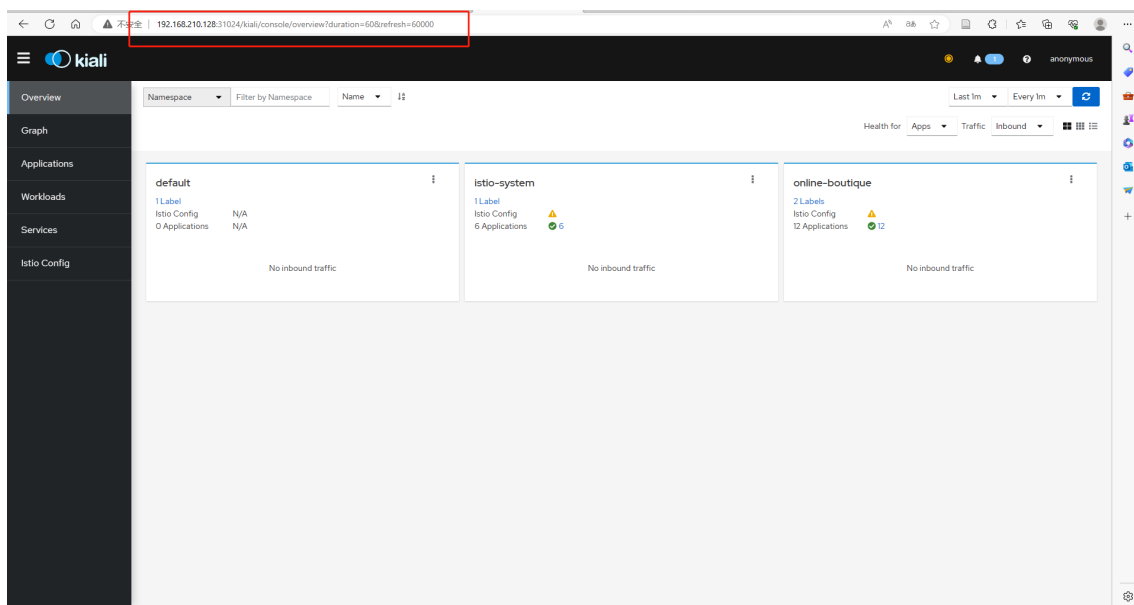 不安全 | 192.168.210.128:31024/kiali/console/overview?duration=60&refresh=60000
kiali
1
anonymous
Overview
Graph
Applications
Workloads
Services
Istio Config
Namespace
Filter by Namespace
Name
Last 1m
Every 1m
Health for
Apps
Traffic
Inbound
default
1 Label
Istio Config N/A
0 Applications N/A
No inbound traffic
istio-system
1 Label
Istio Config
6 Applications 6
No inbound traffic
online-boutique
2 Labels
Istio Config
12 Applications 12
No inbound traffic